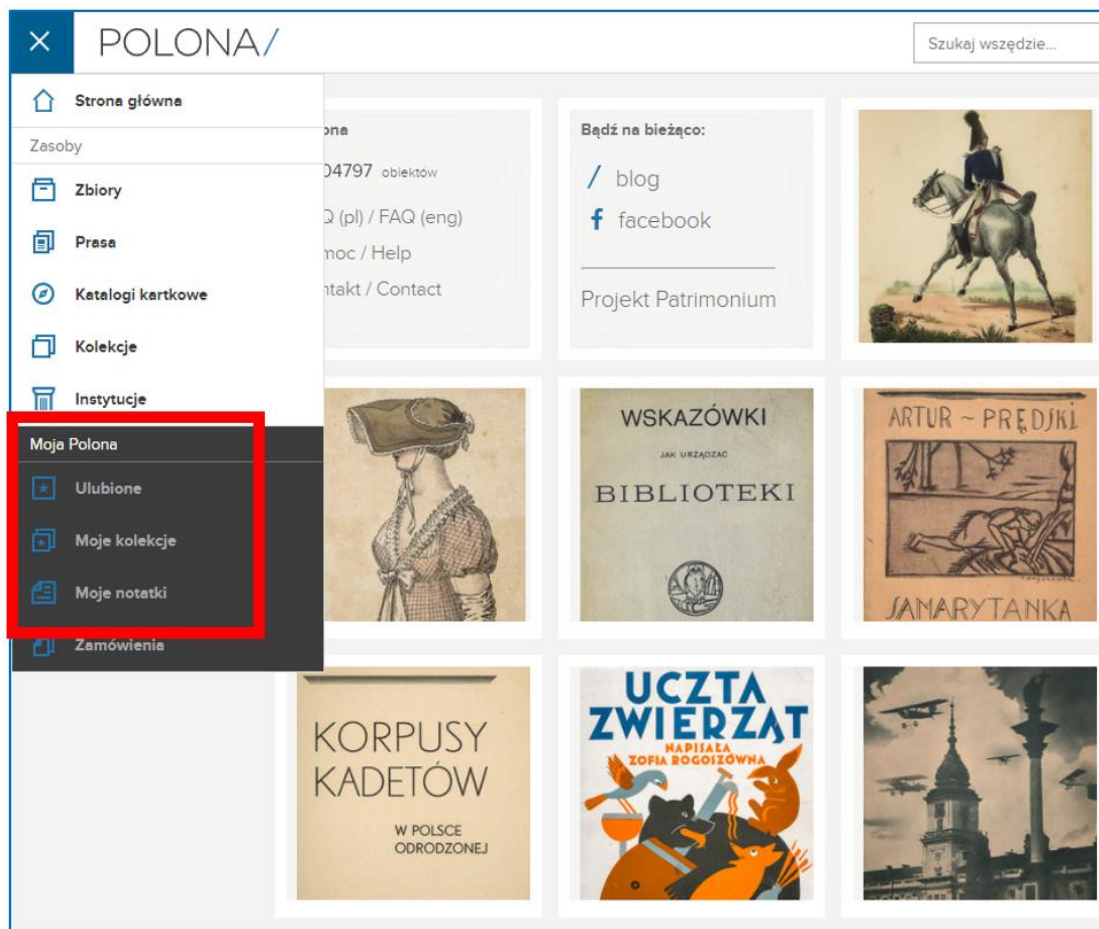 POLONA/
Szukaj wszędzie...
Strona główna
Zasoby
Zbiory
Prasa
Katalogi kartkowe
Kolekcje
Instytucje
Moja Polona
Ulubione
Moje kolekcje
Moje notatki
Zamówienia
04797 obiektów
(pl) / FAQ (eng)
/ Help
/ Contact
Bądź na bieżąco:
/ blog
facebook
Projekt Patrimonium
WSKAZÓWKI
JAK URZĄDZAĆ
BIBLIOTEKI
ARTUR ~ PRĘDSKI
SAMARYTANKA
KORPUSY
KADETÓW
W POLSCE
ODRODZONEJ
UCZTA
ZWIERZĄT
NAPISAŁA
ZOFIA ROGOSZÓWNA